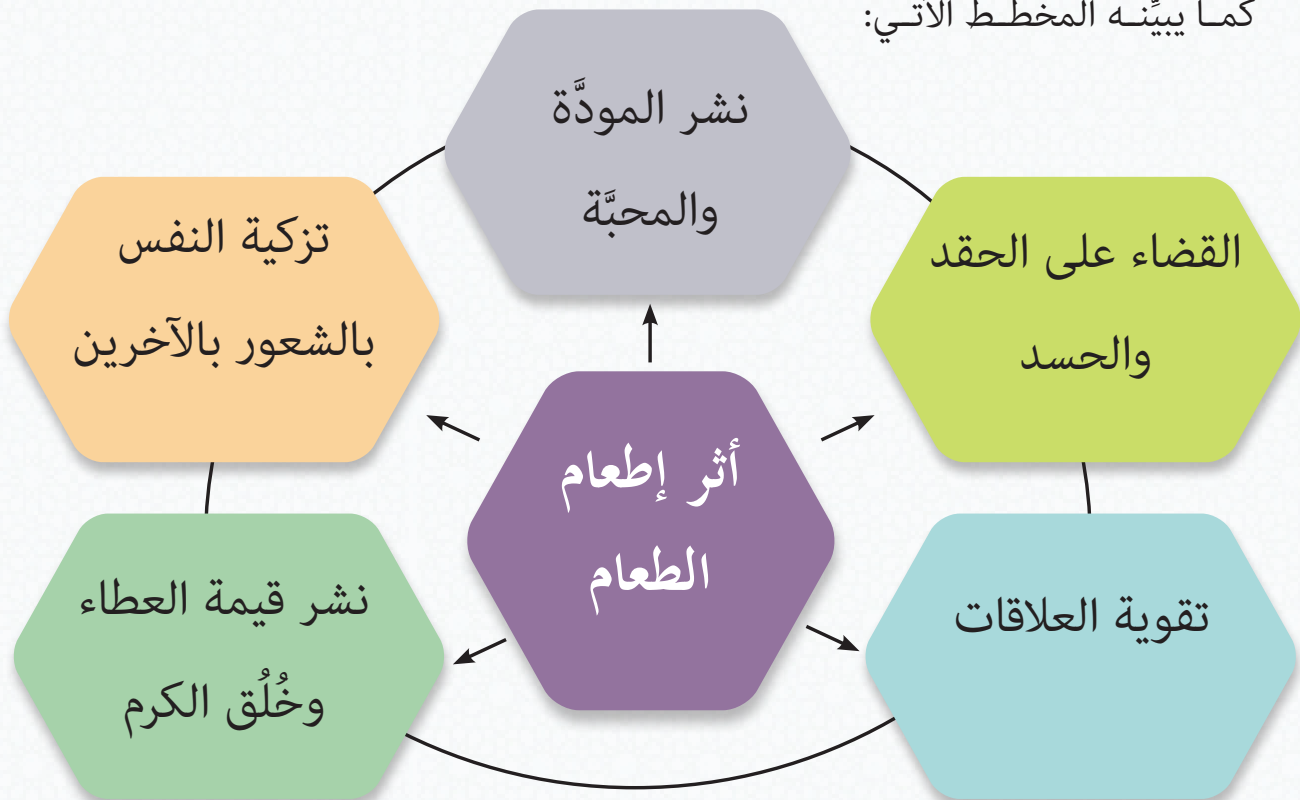 كما يبيِّنه المخطط الآتي:
نشر المودَّة
والمحبَّة
القضاء على الحقد
والحسد
تزكية النفس
بالشعور بالآخرين
أثر إطعام
الطعام
تقوية العلاقات
نشر قيمة العطاء
وخُلُق الكرم